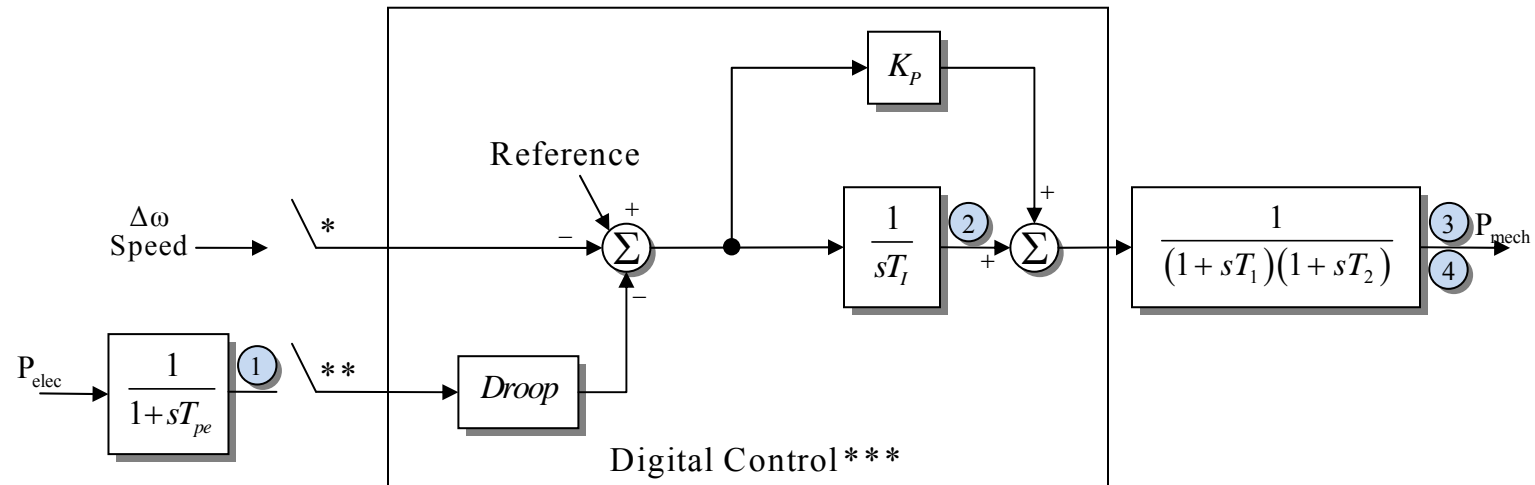 K_P
Reference
Δω
Speed
*
+
−
Σ
−
1
sT_I
2
+
+
Σ
1
(1+sT_1)(1+sT_2)
3
P_mech
4
P_elec
1
1+sT_pe
1
**
Droop
Digital Control***